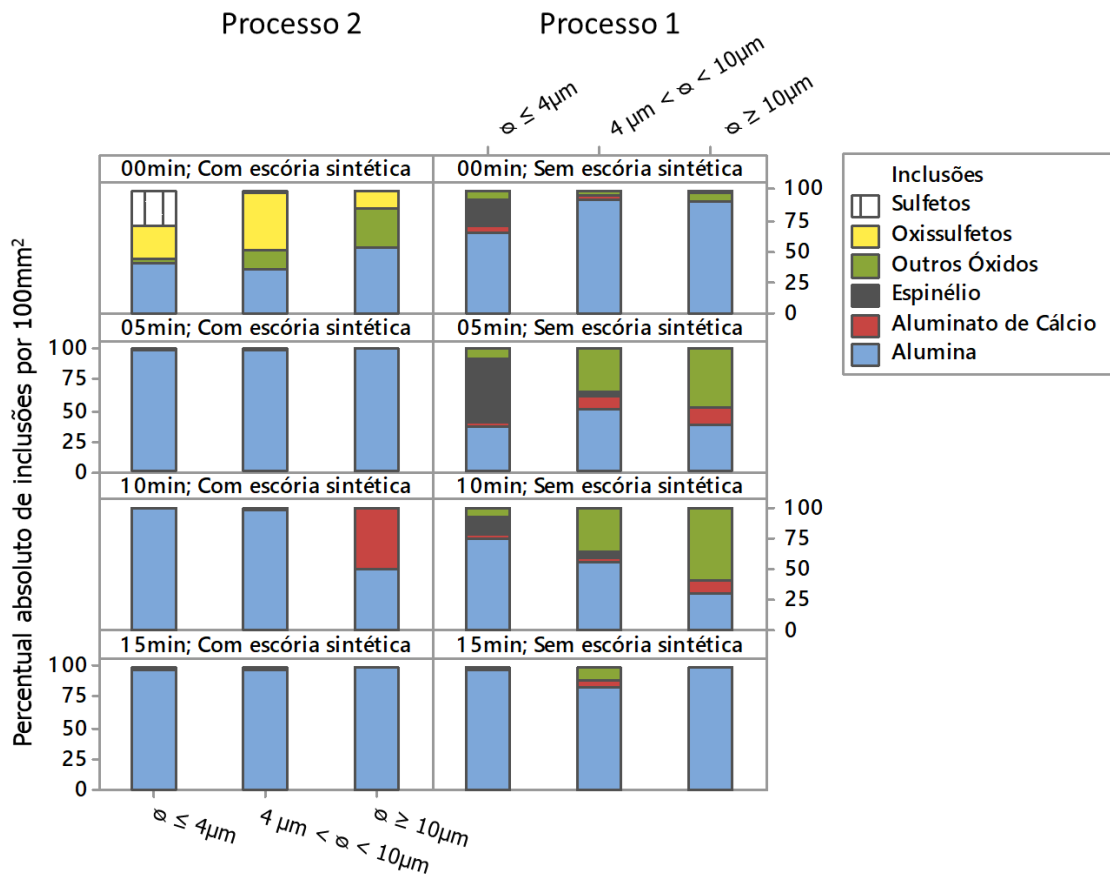 Processo 2
Processo 1
ø ≤ 4µm
4 µm < ø < 10µm
ø ≥ 10µm
00min; Com escória sintética
00min; Sem escória sintética
100
75
50
25
0
05min; Com escória sintética
05min; Sem escória sintética
100
75
50
25
0
10min; Com escória sintética
10min; Sem escória sintética
100
75
50
25
0
15min; Com escória sintética
15min; Sem escória sintética
100
75
50
25
0
ø ≤ 4µm
4 µm < ø < 10µm
ø ≥ 10µm
Percentual absoluto de inclusões por 100mm²
Inclusões
Sulfetos
Oxissulfetos
Outros Óxidos
Espinélio
Aluminato de Cálcio
Alumina